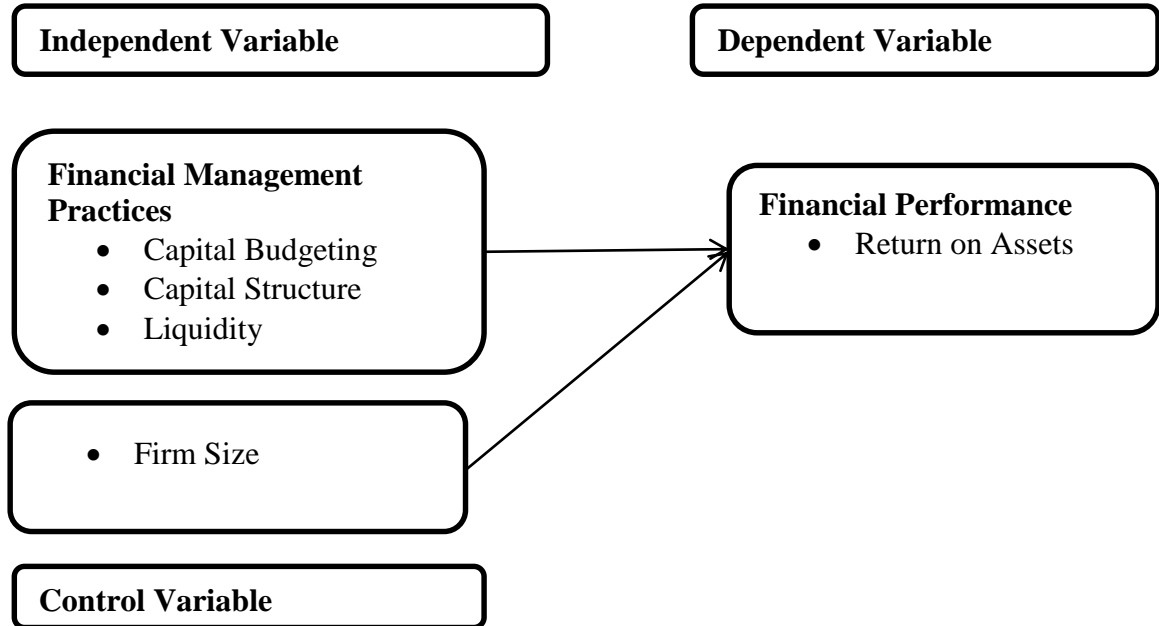 Independent Variable
Dependent Variable
Financial Management
Practices
• Capital Budgeting
• Capital Structure
• Liquidity
Financial Performance
• Return on Assets
• Firm Size
Control Variable